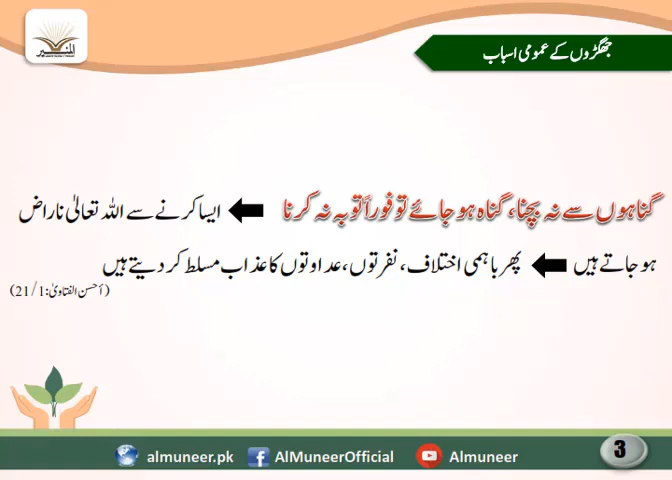 المنیر
جھگڑوں کے عمومی اسباب
گناہوں سے نہ بچنا، گناہ ہو جائے تو فوراً توبہ نہ کرنا ایسا کرنے سے اللہ تعالیٰ ناراض
ہو جاتے ہیں پھر باہمی اختلاف، نفرتوں، عداوتوں کا عذاب مسلط کر دیتے ہیں
(احسن الفتاویٰ: 21/1)
almuneer.pk AlMuneerOfficial Almuneer 3